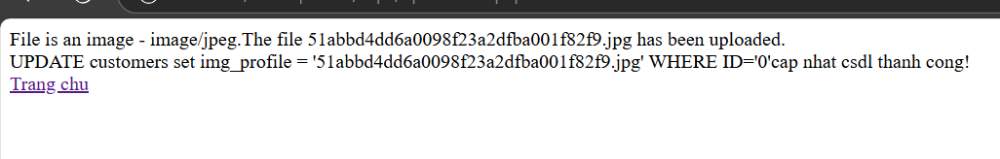 File is an image - image/jpeg.The file 51abbd4dd6a0098f23a2dfba001f82f9.jpg has been uploaded.
UPDATE customers set img_profile = '51abbd4dd6a0098f23a2dfba001f82f9.jpg' WHERE ID='0'cap nhat csdl thanh cong!
Trang chu